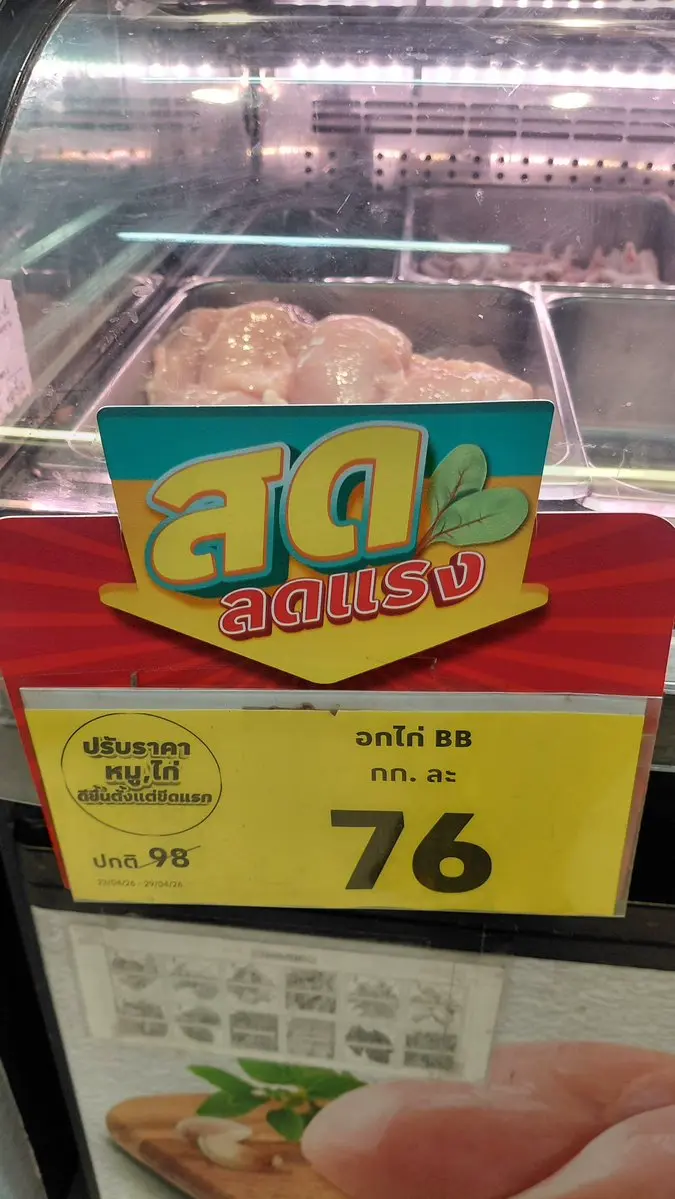 สด
ลดแรง
ปรับราคา
หมู,ไก่
ดียิ่นตั้งแต่ขีดแรก
ปกติ 98
อกไก่ BB
กก. ละ
76